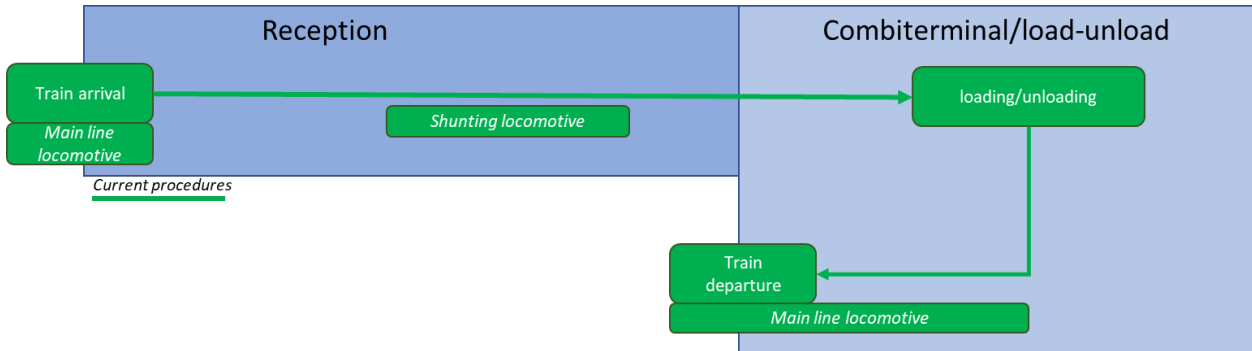 Reception
Combiterminal/load-unload
Train arrival
loading/unloading
Shunting locomotive
Main line
locomotive
Current procedures
Train
departure
Main line locomotive